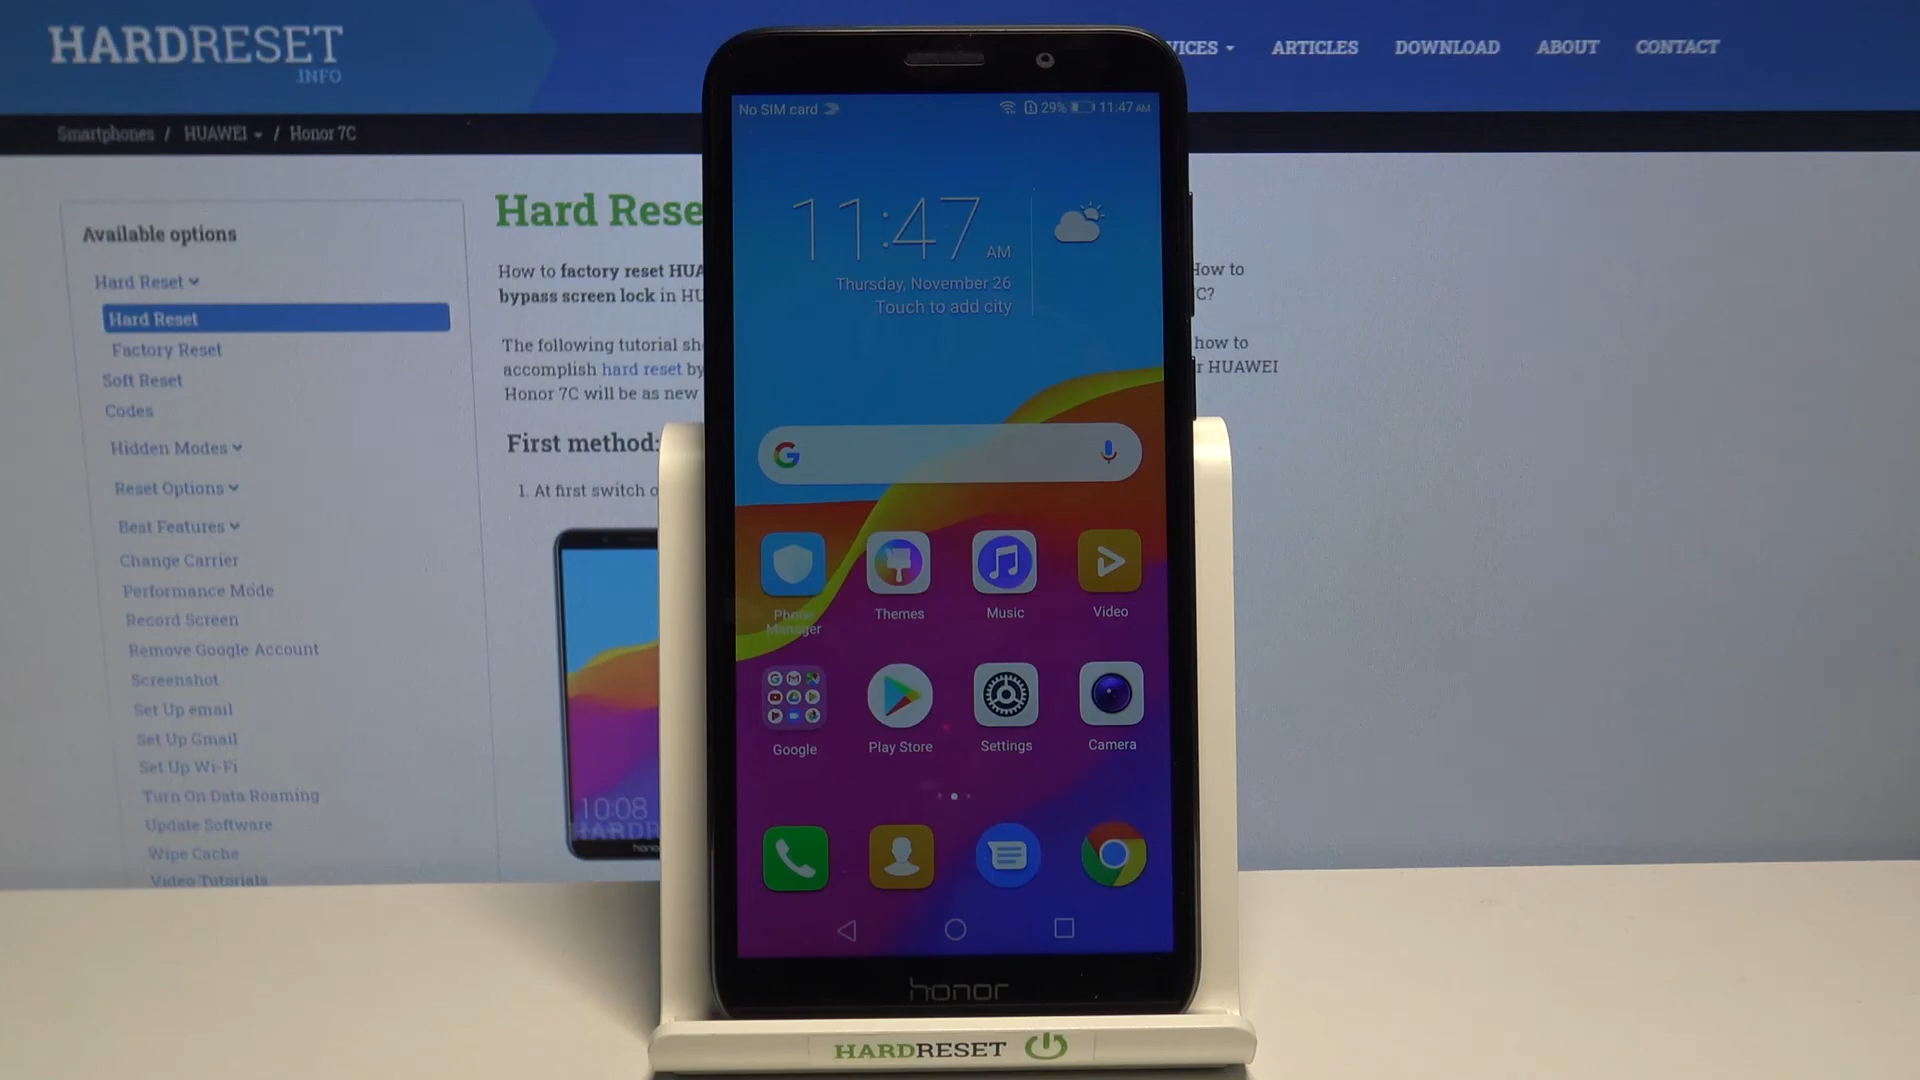 HARDRESET
.INFO
VICES ARTICLES DOWNLOAD ABOUT CONTACT
Smartphones / HUAWEI / Honor 7C
Available options
Hard Reset
Hard Reset
Factory Reset
Soft Reset
Codes
Hidden Modes
Reset Options
Best Features
Change Carrier
Performance Mode
Record Screen
Remove Google Account
Screenshot
Set Up email
Set Up Gmail
Set Up Wi-Fi
Turn On Data Roaming
Update Software
Wipe Cache
Video Tutorials
Hard Rese
How to factory reset HUA
bypass screen lock in HU
How to
C?
The following tutorial sh
accomplish hard reset by
Honor 7C will be as new
how to
r HUAWEI
First method:
1. At first switch o
10:08
HARDR
hono
No SIM card 29% 11:47 AM
11:47 AM
Thursday, November 26
Touch to add city
Phone Manager
Themes
Music
Video
Google
Play Store
Settings
Camera
honor
HARDRESET